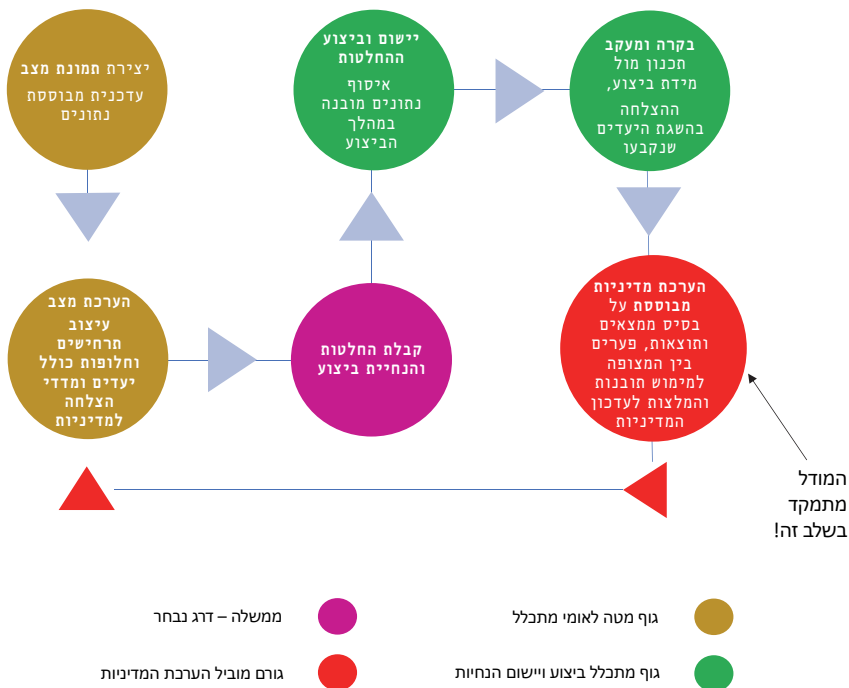 יצירת תמונת מצב
עדכנית מבוססת
נתונים
הערכת מצב
עיצוב
תרחישים
וחלופות כולל
יעדים ומדדי
הצלחה
למדיניות
קבלת החלטות
והנחיית ביצוע
יישום וביצוע
ההחלטות
איסוף
נתונים מובנה
במהלך
הביצוע
בקרה ומעקב
תכנון מול
מידת ביצוע,
ההצלחה
בהשגת היעדים
שנקבעו
הערכת מדיניות
מבוססת על
בסיס ממצאים
ותוצאות, פערים
בין המצופה
למימוש תובנות
והמלצות לעדכון
המדיניות
המודל
מתמקד
בשלב זה!
גוף מטה לאומי מתכלל
ממשלה – דרג נבחר
גוף מתכלל ביצוע ויישום הנחיות
גורם מוביל הערכת המדיניות